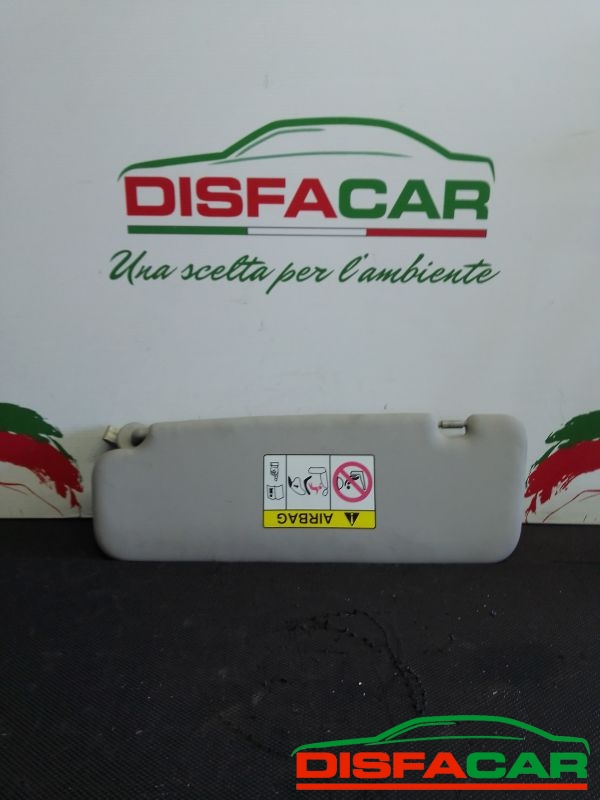 DISFACAR
Una scelta per l'ambiente
AIRBAG
DISFACAR